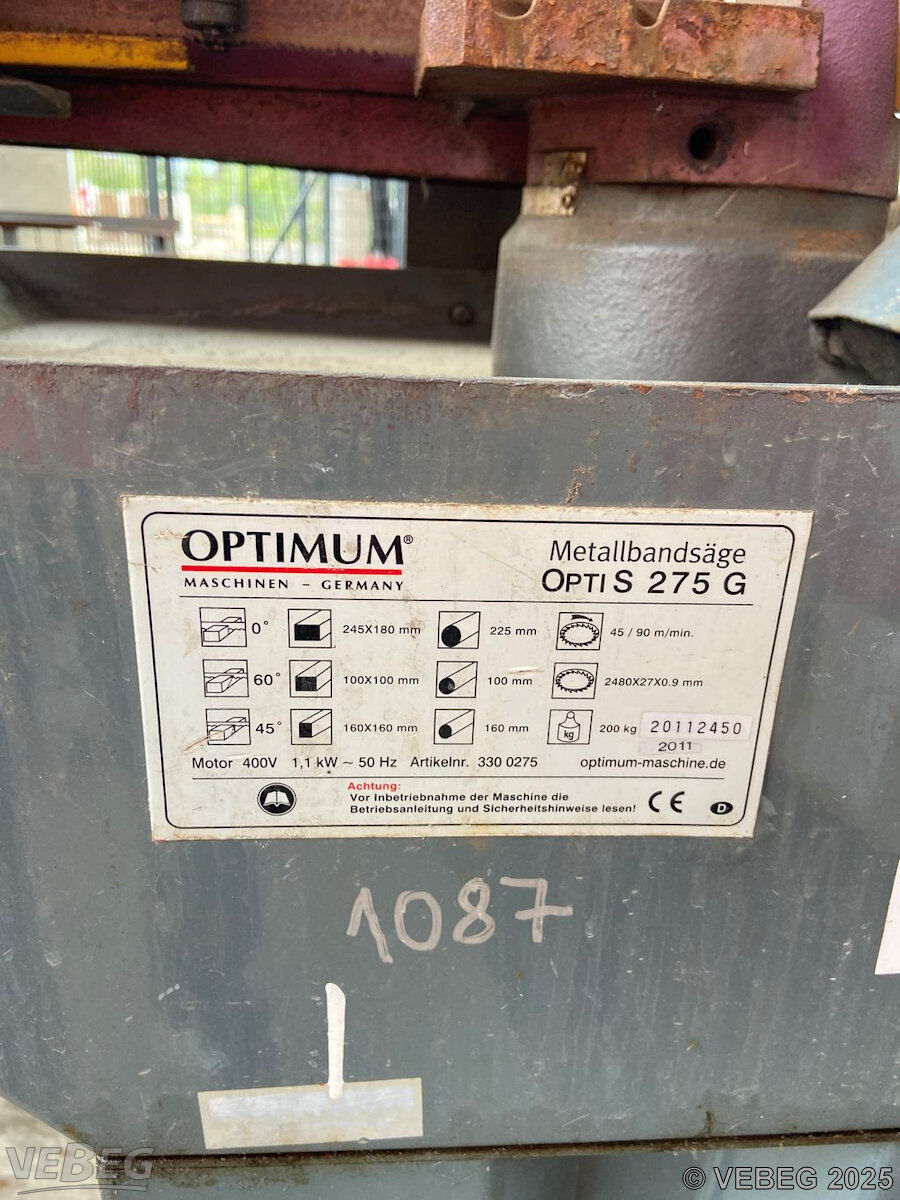 OPTIMUM®
MASCHINEN – GERMANY
Metallbandsäge
OPTI S 275 G
0° 245X180 mm 225 mm 45 / 90 m/min.
60° 100X100 mm 100 mm 2480X27X0.9 mm
45° 160X160 mm 160 mm kg 200 kg 20112450
2011
Motor 400V 1,1 kW ~ 50 Hz Artikelnr. 330 0275 optimum-maschine.de
Achtung:
Vor Inbetriebnahme der Maschine die
Betriebsanleitung und Sicherheitshinweise lesen! CE D
1087
VEBEG
© VEBEG 2025